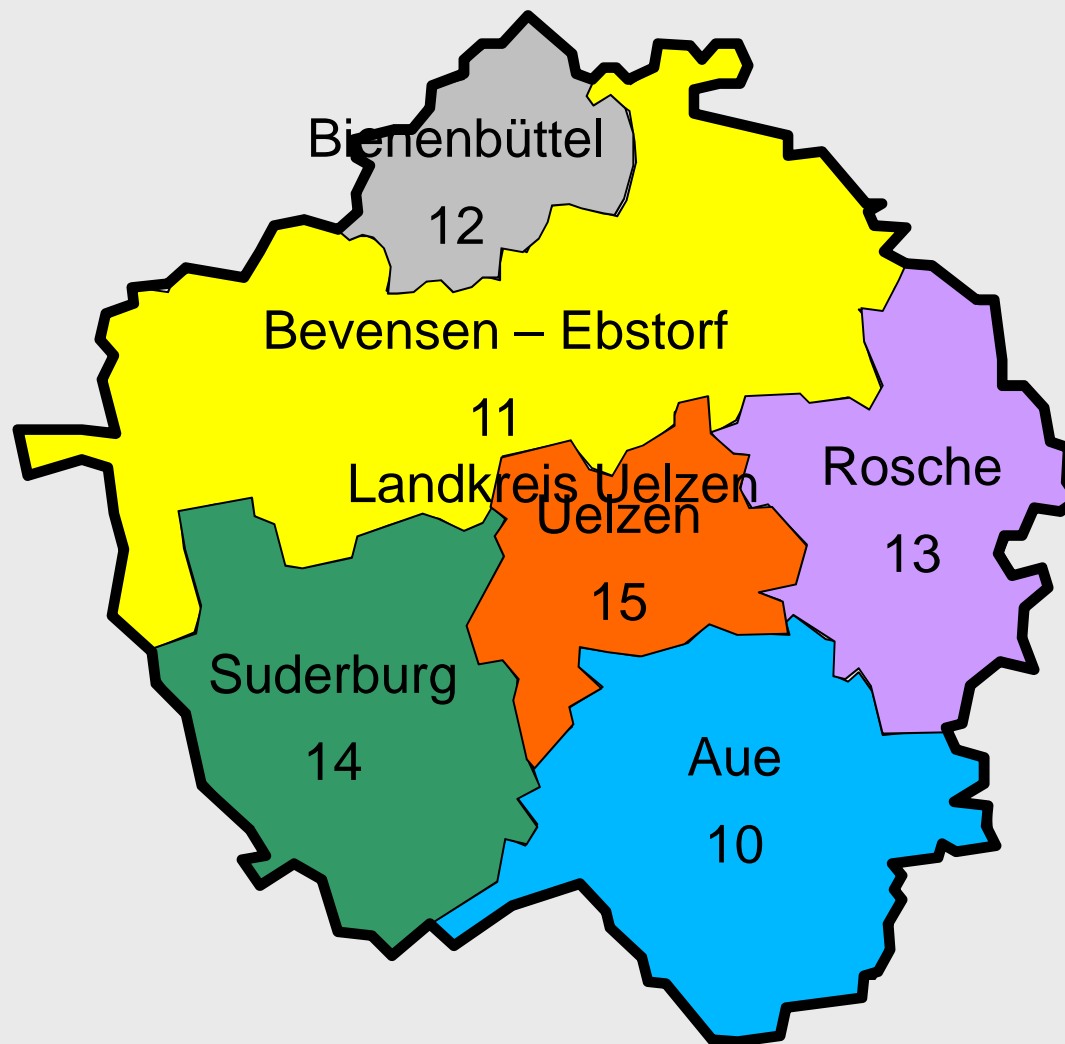 Bienenbüttel
12
Bevensen – Ebstorf
11
Landkreis Uelzen
Uelzen
15
Rosche
13
Suderburg
14
Aue
10